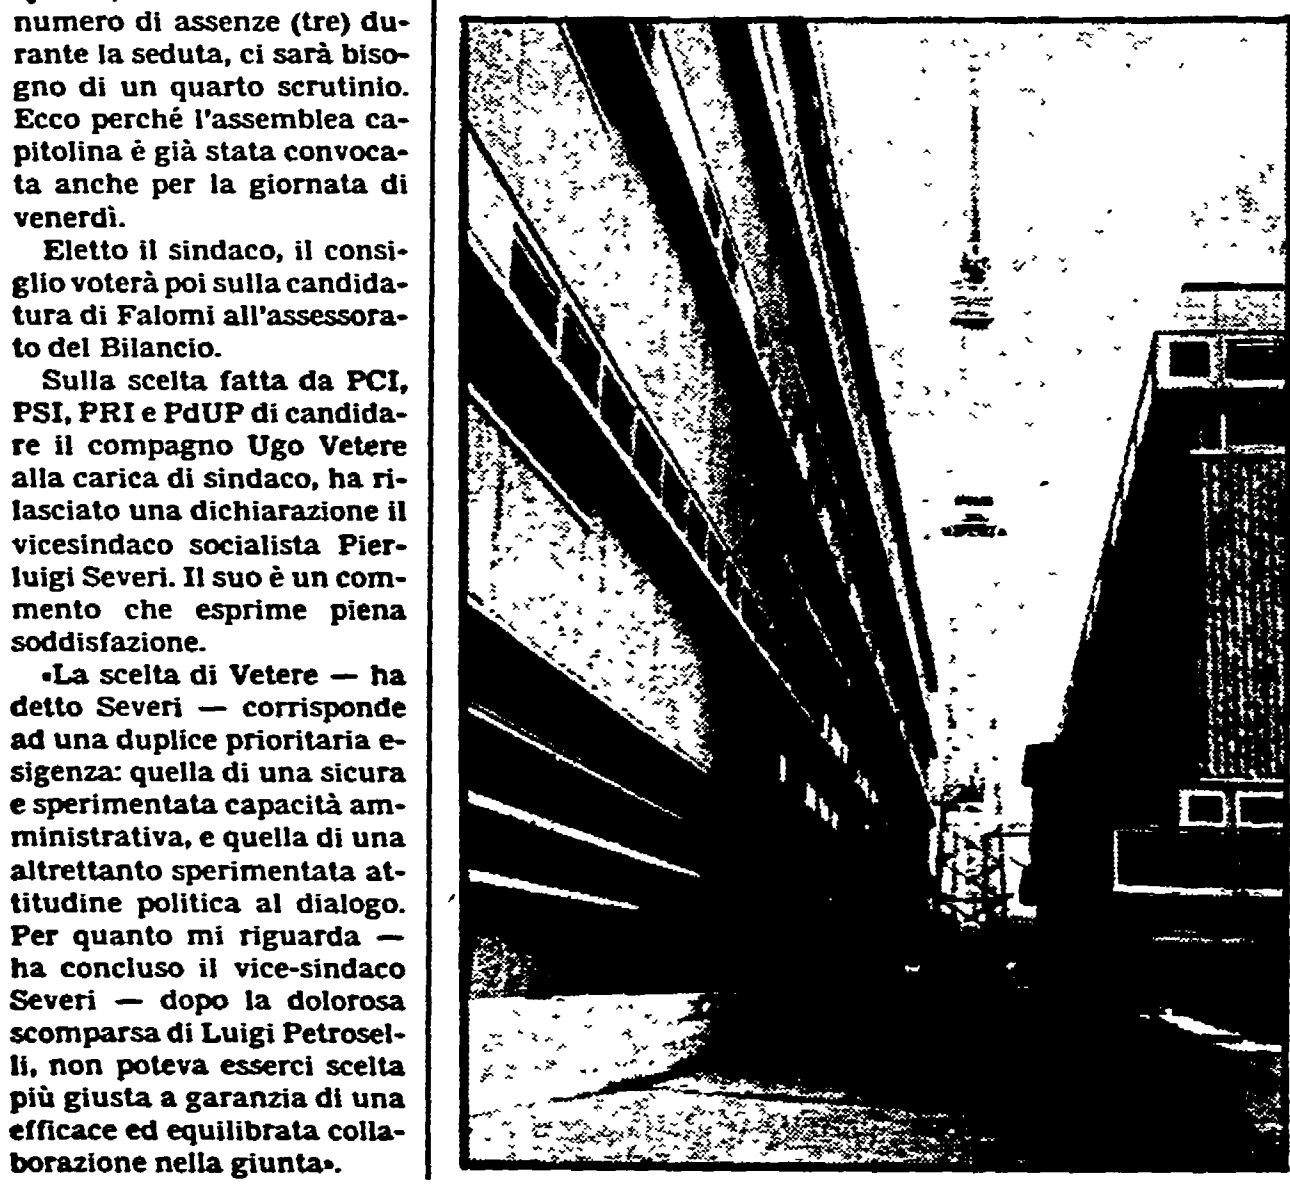 numero di assenze (tre) du-
rante la seduta, ci sarà biso-
gno di un quarto scrutinio.
Ecco perché l'assemblea ca-
pitolina è già stata convoca-
ta anche per la giornata di
venerdì.
Eletto il sindaco, il consi-
glio voterà poi sulla candida-
tura di Falomi all'assessora-
to del Bilancio.
Sulla scelta fatta da PCI,
PSI, PRI e PdUP di candida-
re il compagno Ugo Vetere
alla carica di sindaco, ha ri-
lasciato una dichiarazione il
vicesindaco socialista Pier-
luigi Severi. Il suo è un com-
mento che esprime piena
soddisfazione.
«La scelta di Vetere — ha
detto Severi — corrisponde
ad una duplice prioritaria e-
sigenza: quella di una sicura
e sperimentata capacità am-
ministrativa, e quella di una
altrettanto sperimentata at-
titudine politica al dialogo.
Per quanto mi riguarda —
ha concluso il vice-sindaco
Severi — dopo la dolorosa
scomparsa di Luigi Petrosel-
li, non poteva esserci scelta
più giusta a garanzia di una
efficace ed equilibrata colla-
borazione nella giunta».